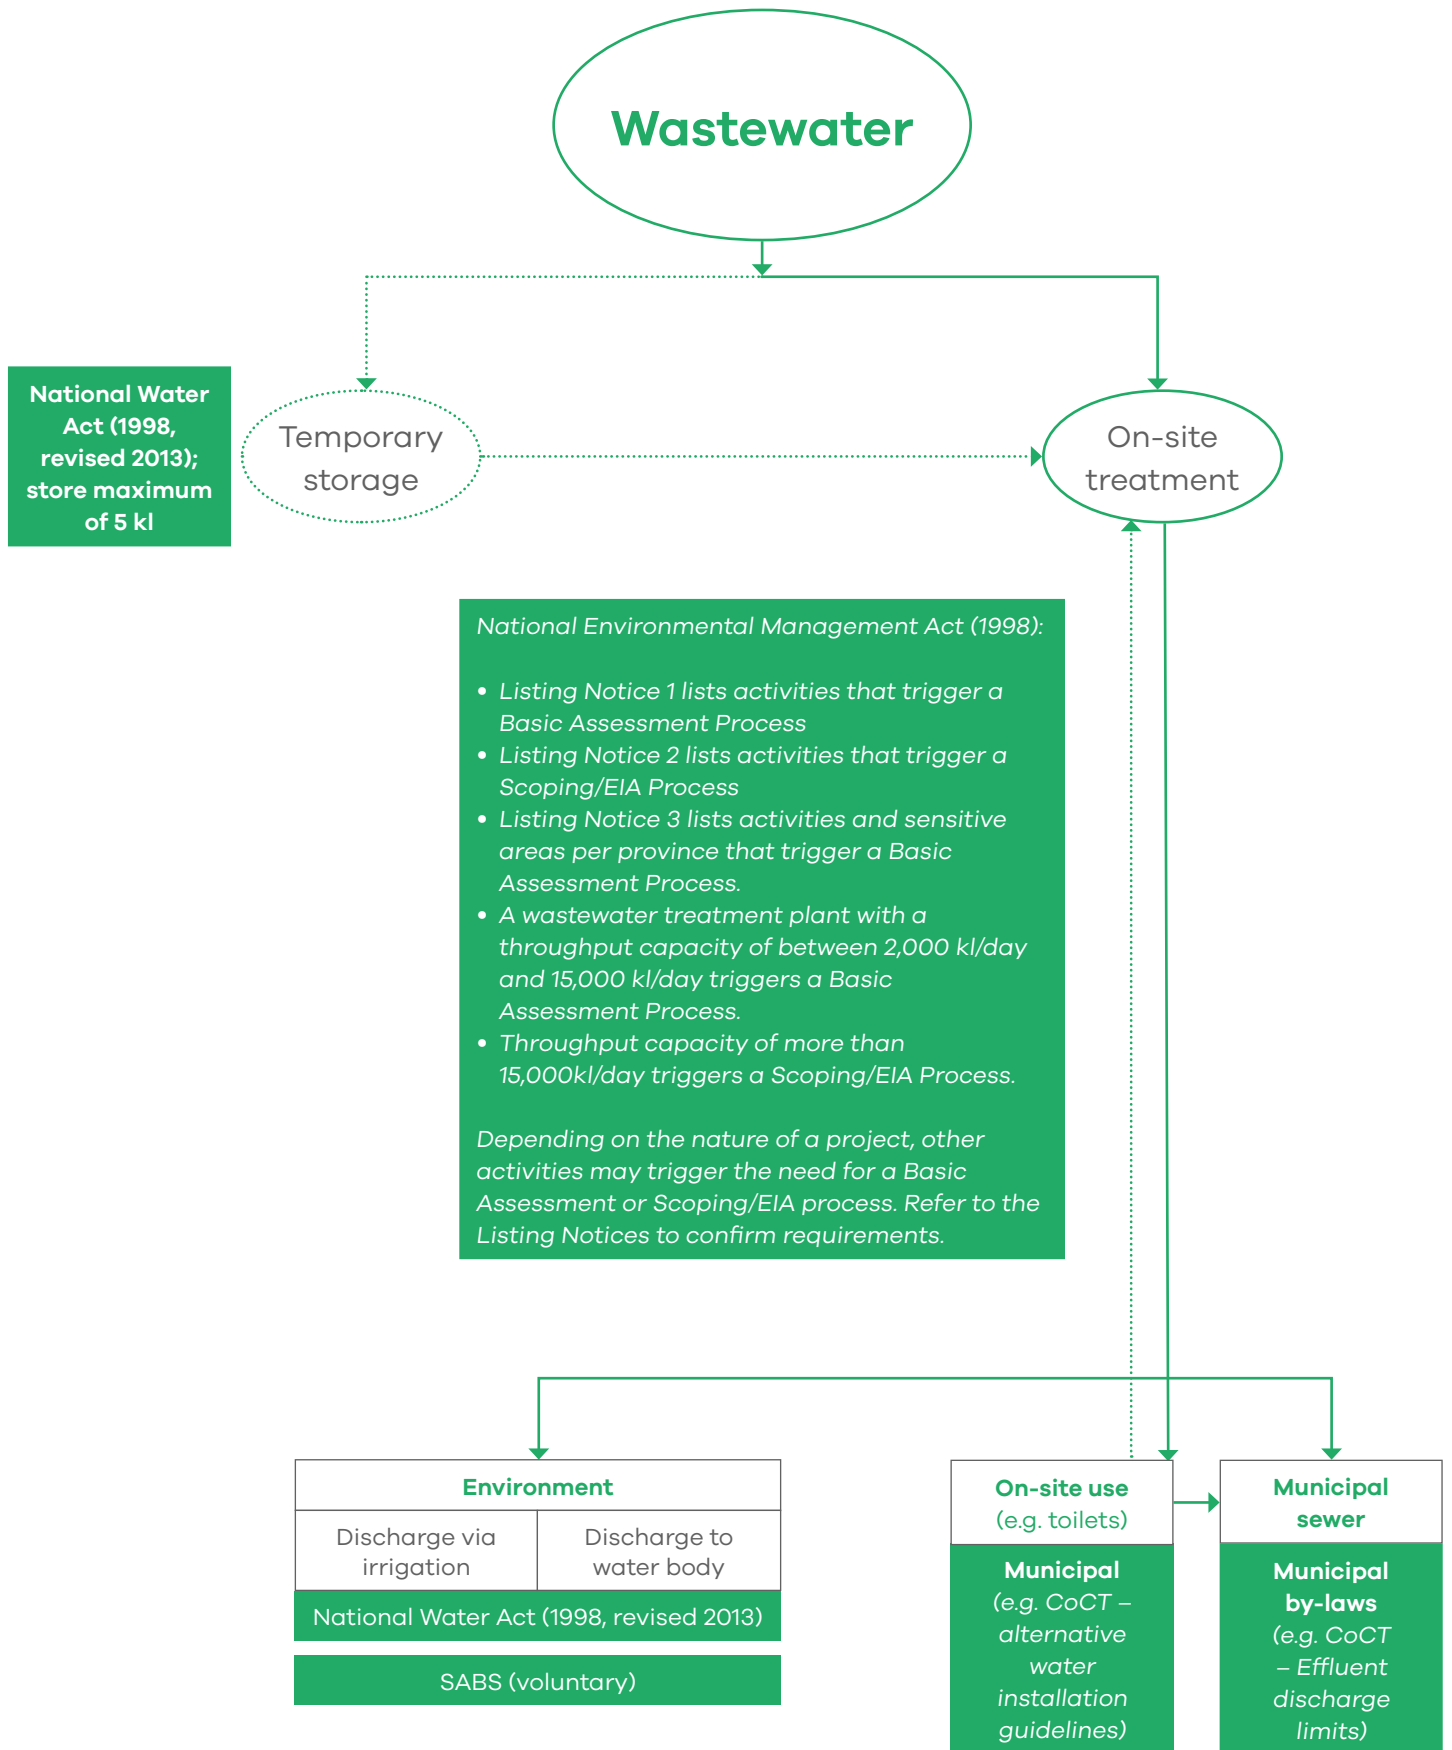 Wastewater
National Water
Act (1998,
revised 2013);
store maximum
of 5 kl
Temporary
storage
On-site
treatment
National Environmental Management Act (1998):
• Listing Notice 1 lists activities that trigger a
Basic Assessment Process
• Listing Notice 2 lists activities that trigger a
Scoping/EIA Process
• Listing Notice 3 lists activities and sensitive
areas per province that trigger a Basic
Assessment Process.
• A wastewater treatment plant with a
throughput capacity of between 2,000 kl/day
and 15,000 kl/day triggers a Basic
Assessment Process.
• Throughput capacity of more than
15,000kl/day triggers a Scoping/EIA Process.
Depending on the nature of a project, other
activities may trigger the need for a Basic
Assessment or Scoping/EIA process. Refer to the
Listing Notices to confirm requirements.
Environment
Discharge via
irrigation
Discharge to
water body
National Water Act (1998, revised 2013)
SABS (voluntary)
On-site use
(e.g. toilets)
Municipal
(e.g. CoCT –
alternative
water
installation
guidelines)
Municipal
sewer
Municipal
by-laws
(e.g. CoCT
– Effluent
discharge
limits)